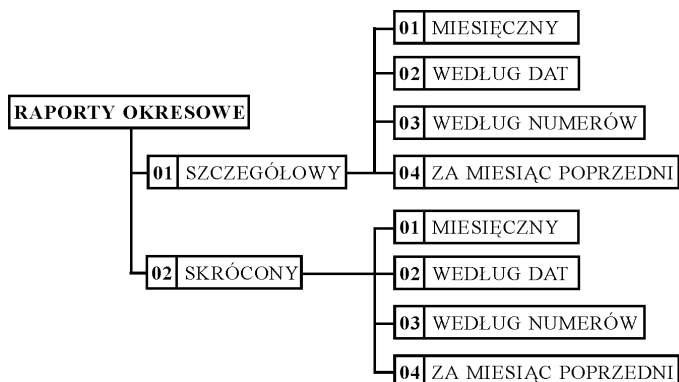 RAPORTY OKRESOWE
01 SZCZEGÓŁOWY
01 MIESIĘCZNY
02 WEDŁUG DAT
03 WEDŁUG NUMERÓW
04 ZA MIESIĄC POPRZEDNI
02 SKRÓCONY
01 MIESIĘCZNY
02 WEDŁUG DAT
03 WEDŁUG NUMERÓW
04 ZA MIESIĄC POPRZEDNI